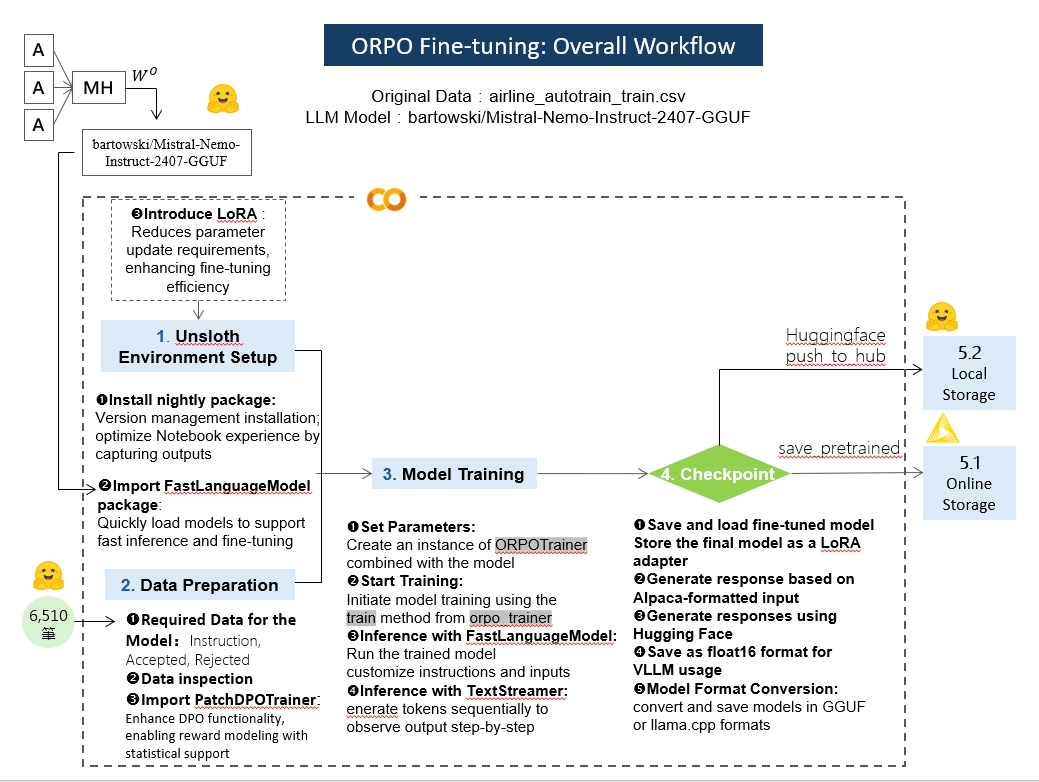 ORPO Fine-tuning: Overall Workflow
Original Data : airline_autotrain_train.csv
LLM Model : bartowski/Mistral-Nemo-Instruct-2407-GGUF
A
A
A
MH
W^O
bartowski/Mistral-Nemo-
Instruct-2407-GGUF
❸Introduce LoRA :
Reduces parameter
update requirements,
enhancing fine-tuning
efficiency
1. Unsloth
Environment Setup
❶Install nightly package:
Version management installation;
optimize Notebook experience by
capturing outputs
❷Import FastLanguageModel
package:
Quickly load models to support
fast inference and fine-tuning
2. Data Preparation
6,510
筆
❶Required Data for the
Model： Instruction,
Accepted, Rejected
❷Data inspection
❸Import PatchDPOTrainer:
Enhance DPO functionality,
enabling reward modeling with
statistical support
3. Model Training
❶Set Parameters:
Create an instance of ORPOTrainer
combined with the model
❷Start Training:
Initiate model training using the
train method from orpo_trainer
❸Inference with FastLanguageModel:
Run the trained model
customize instructions and inputs
❹Inference with TextStreamer:
enerate tokens sequentially to
observe output step-by-step
4. Checkpoint
❶Save and load fine-tuned model
Store the final model as a LoRA
adapter
❷Generate response based on
Alpaca-formatted input
❸Generate responses using
Hugging Face
❹Save as float16 format for
VLLM usage
❺Model Format Conversion:
convert and save models in GGUF
or llama.cpp formats
Huggingface
push_to_hub
save_pretrained
5.2
Local
Storage
5.1
Online
Storage